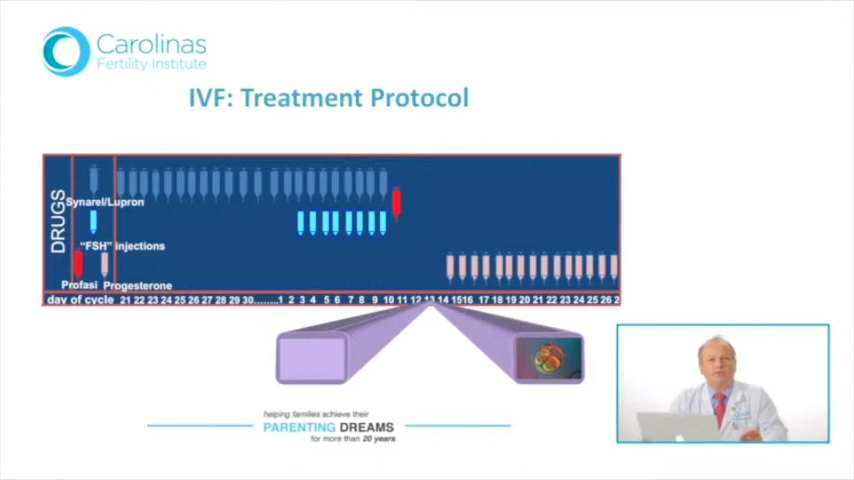 Carolinas
Fertility Institute
IVF: Treatment Protocol
DRUGS
Synarel/Lupron
"FSH" injections
Profasi Progesterone
day of cycle 21 22 23 24 25 26 27 28 29 30........1 2 3 4 5 6 7 8 9 10 11 12 13 14 1516 17 18 19 20 21 22 23 24 25 26 2
helping families achieve their
PARENTING DREAMS
for more than 20 years